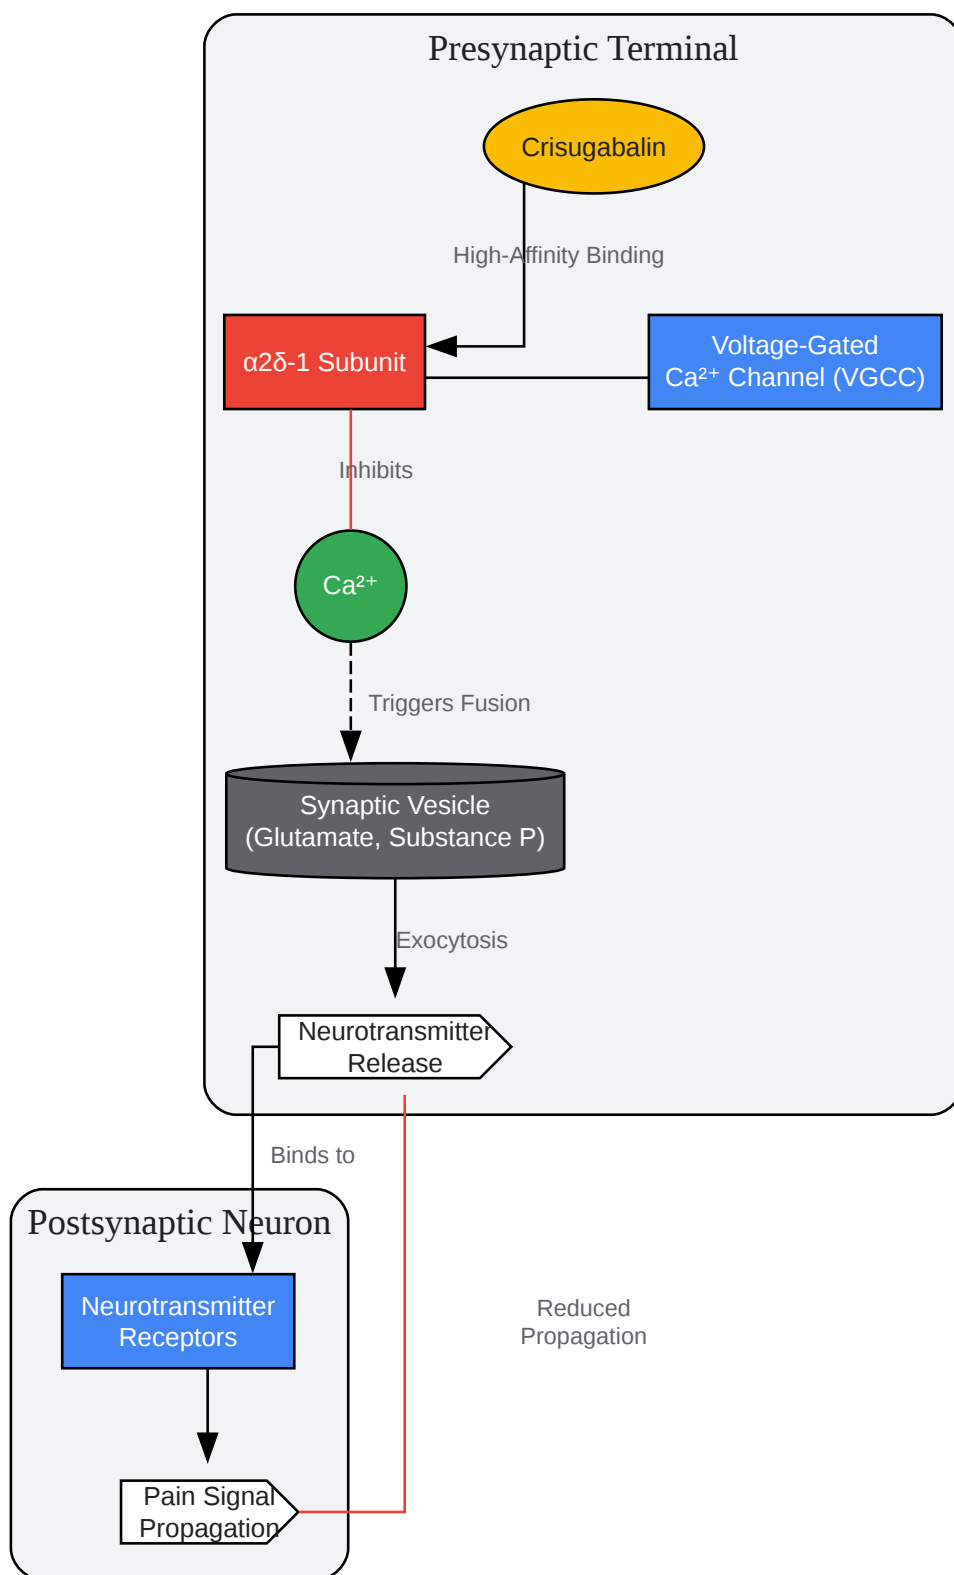 Presynaptic Terminal
Crisugabalin
High-Affinity Binding
α2δ-1 Subunit
Voltage-Gated
Ca²⁺ Channel (VGCC)
Inhibits
Ca²⁺
Triggers Fusion
Synaptic Vesicle
(Glutamate, Substance P)
Exocytosis
Neurotransmitter
Release
Binds to
Postsynaptic Neuron
Neurotransmitter
Receptors
Reduced
Propagation
Pain Signal
Propagation